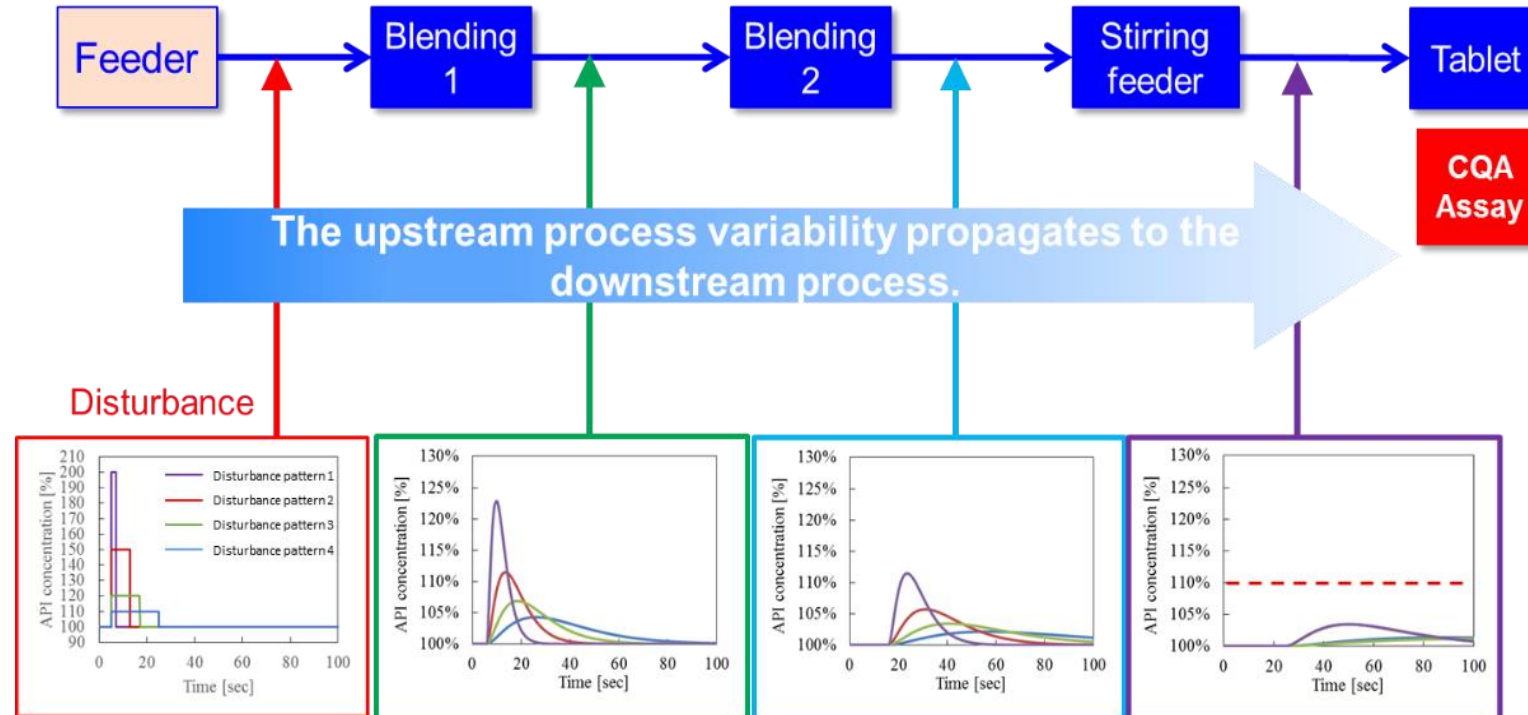 Feeder
Blending
1
Blending
2
Stirring
feeder
Tablet
CQA
Assay
The upstream process variability propagates to the
downstream process.
Disturbance
API concentration [%]
210
200
190
180
170
160
150
140
130
120
110
100
90
Disturbance pattern 1
Disturbance pattern 2
Disturbance pattern 3
Disturbance pattern 4
0 20 40 60 80 100
Time [sec]
API concentration [%]
130%
125%
120%
115%
110%
105%
100%
0 20 40 60 80 100
Time [sec]
API concentration [%]
130%
125%
120%
115%
110%
105%
100%
0 20 40 60 80 100
Time [sec]
API concentration [%]
130%
125%
120%
115%
110%
105%
100%
0 20 40 60 80 100
Time [sec]